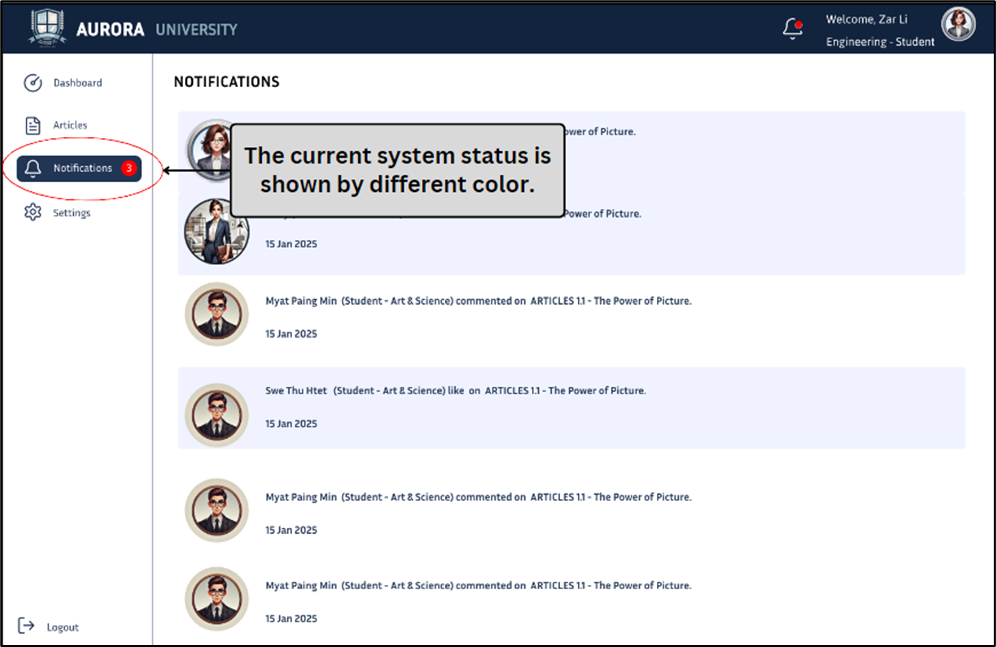 AURORA UNIVERSITY
Welcome, Zar Li
Engineering - Student
Dashboard
Articles
Notifications 3
Settings
Logout
NOTIFICATIONS
The current system status is
shown by different color.
of Picture.
Power of Picture.
15 Jan 2025
Myat Paing Min (Student - Art & Science) commented on ARTICLES 1.1 - The Power of Picture.
15 Jan 2025
Swe Thu Htet (Student - Art & Science) like on ARTICLES 1.1 - The Power of Picture.
15 Jan 2025
Myat Paing Min (Student - Art & Science) commented on ARTICLES 1.1 - The Power of Picture.
15 Jan 2025
Myat Paing Min (Student - Art & Science) commented on ARTICLES 1.1 - The Power of Picture.
15 Jan 2025